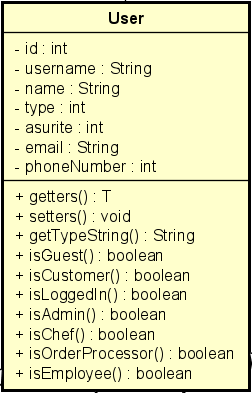 User
- id : int
- username : String
- name : String
- type : int
- asurite : int
- email : String
- phoneNumber : int
+ getters() : T
+ setters() : void
+ getTypeString() : String
+ isGuest() : boolean
+ isCustomer() : boolean
+ isLoggedIn() : boolean
+ isAdmin() : boolean
+ isChef() : boolean
+ isOrderProcessor() : boolean
+ isEmployee() : boolean